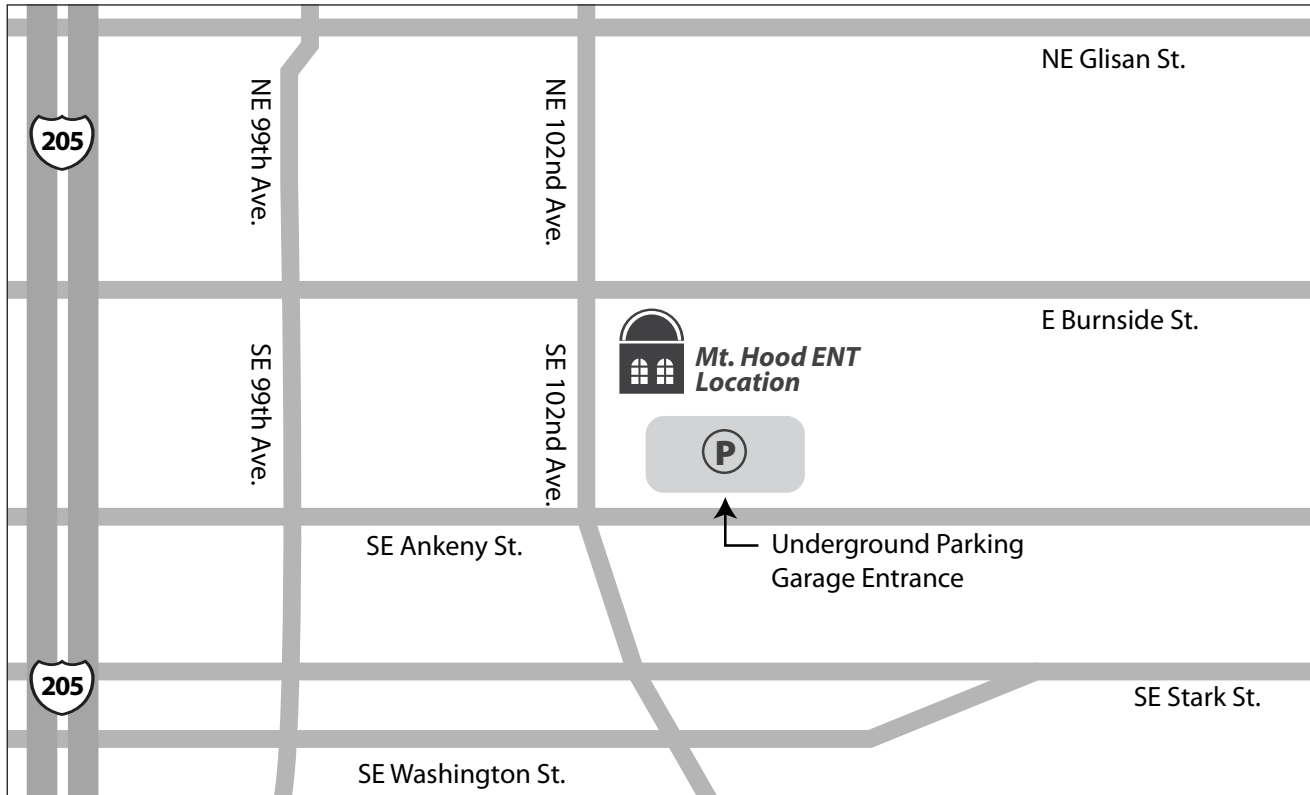 NE Glisan St.
NE 99th Ave.
NE 102nd Ave.
205
E Burnside St.
SE 99th Ave.
SE 102nd Ave.
Mt. Hood ENT
Location
P
SE Ankeny St.
Underground Parking
Garage Entrance
205
SE Stark St.
SE Washington St.